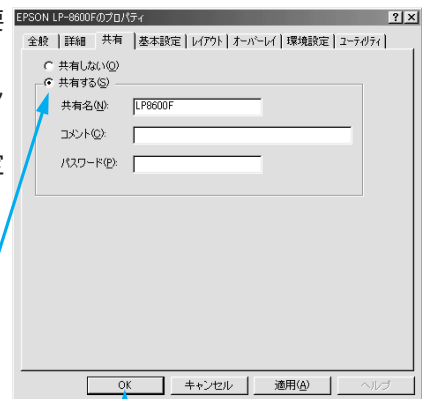 EPSON LP-8600Fのプロパティ
全般 詳細 共有 基本設定 レイアウト オーバーレイ 環境設定 ユーティリティ
共有しない(O)
共有する(S)
共有名(N): LP8600F
コメント(C):
パスワード(P):
OK キャンセル 適用(A) ヘルプ